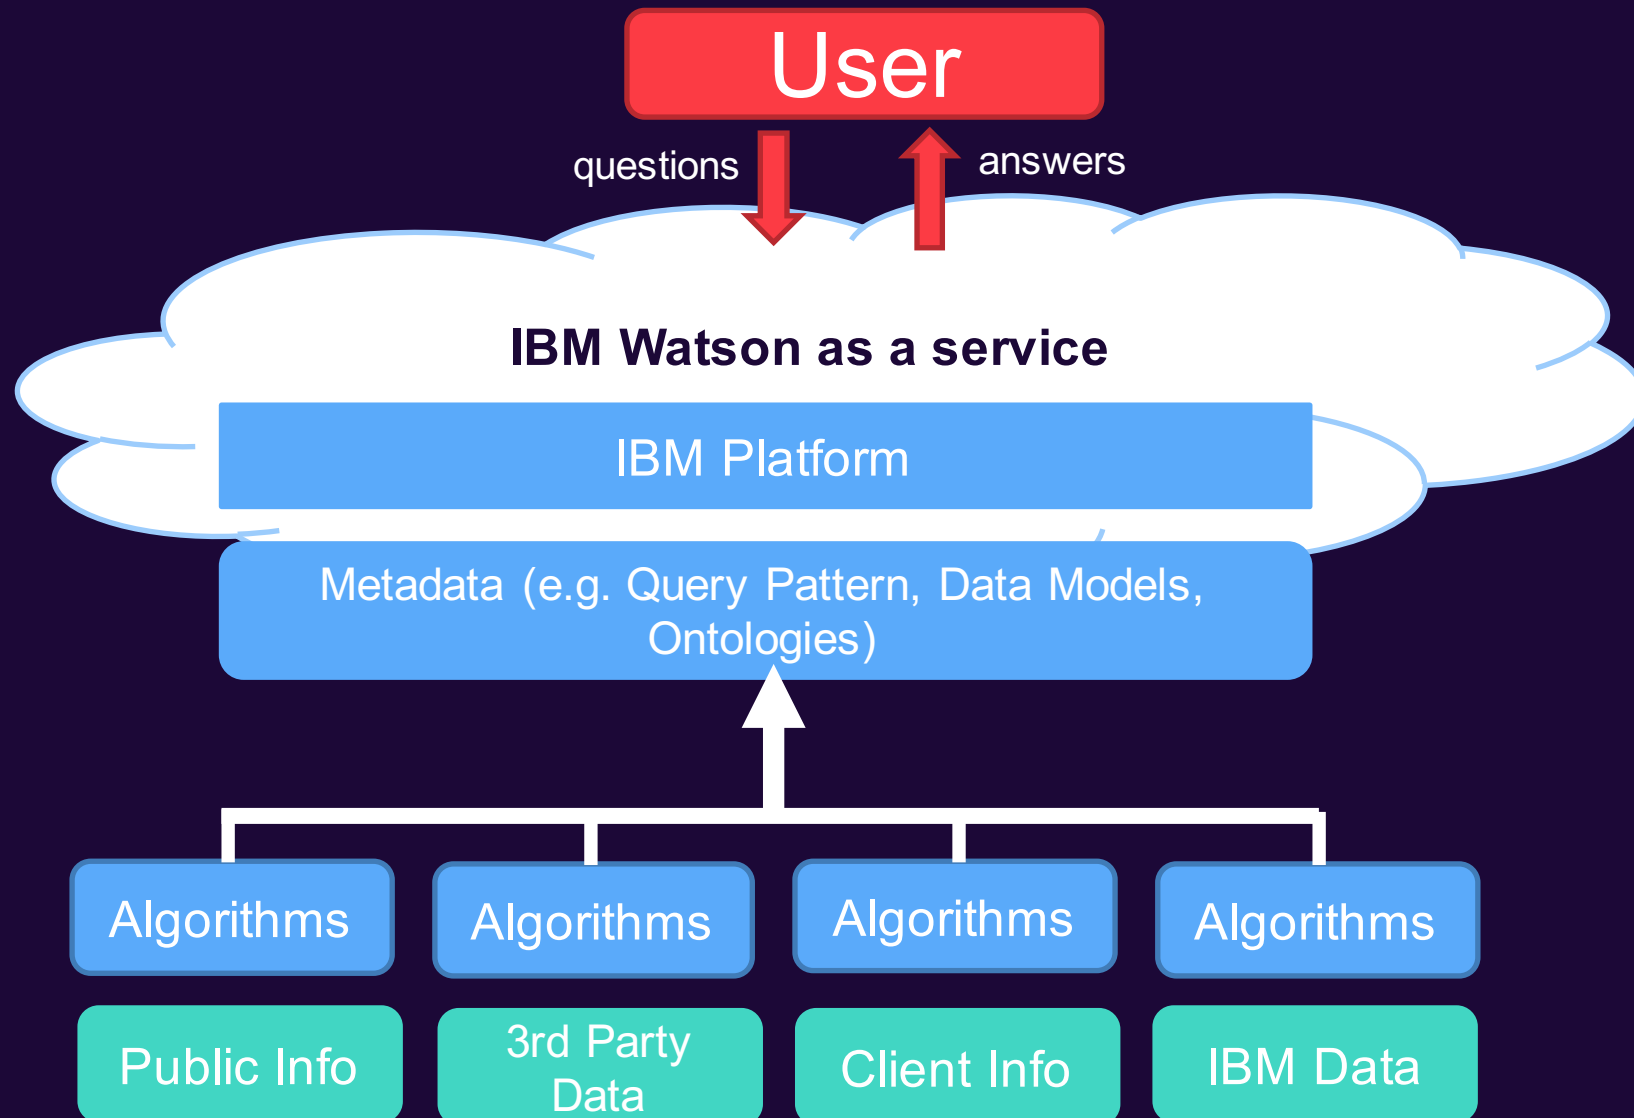 User
questions
answers
IBM Watson as a service
IBM Platform
Metadata (e.g. Query Pattern, Data Models,
Ontologies)
Algorithms
Algorithms
Algorithms
Algorithms
Public Info
3rd Party
Data
Client Info
IBM Data